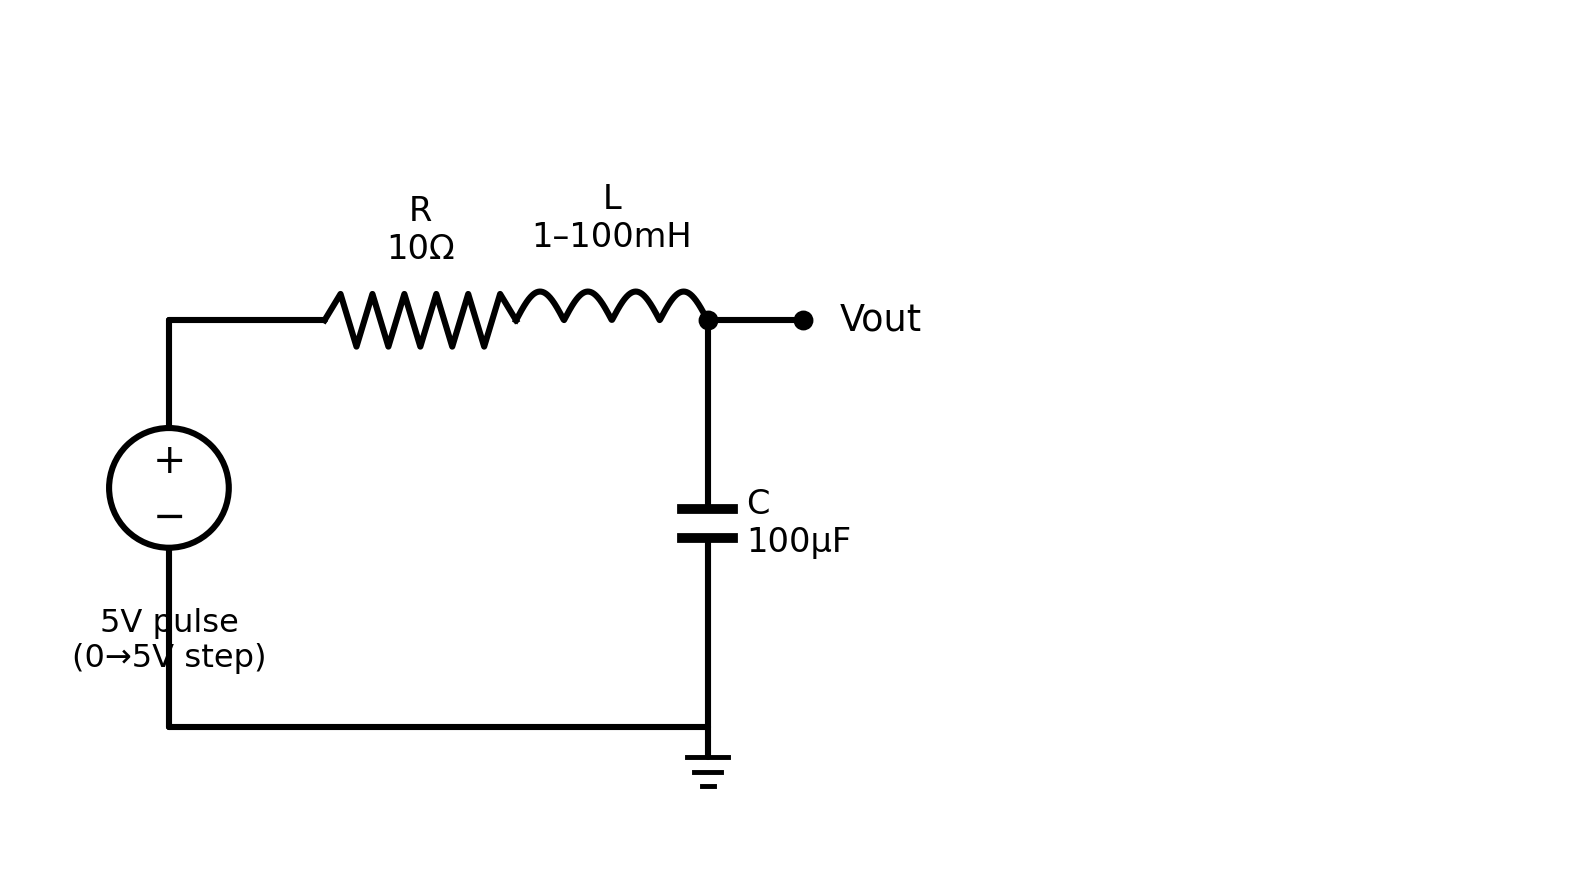 R
10Ω
L
1–100mH
Vout
+
−
C
100μF
5V pulse
(0→5V step)